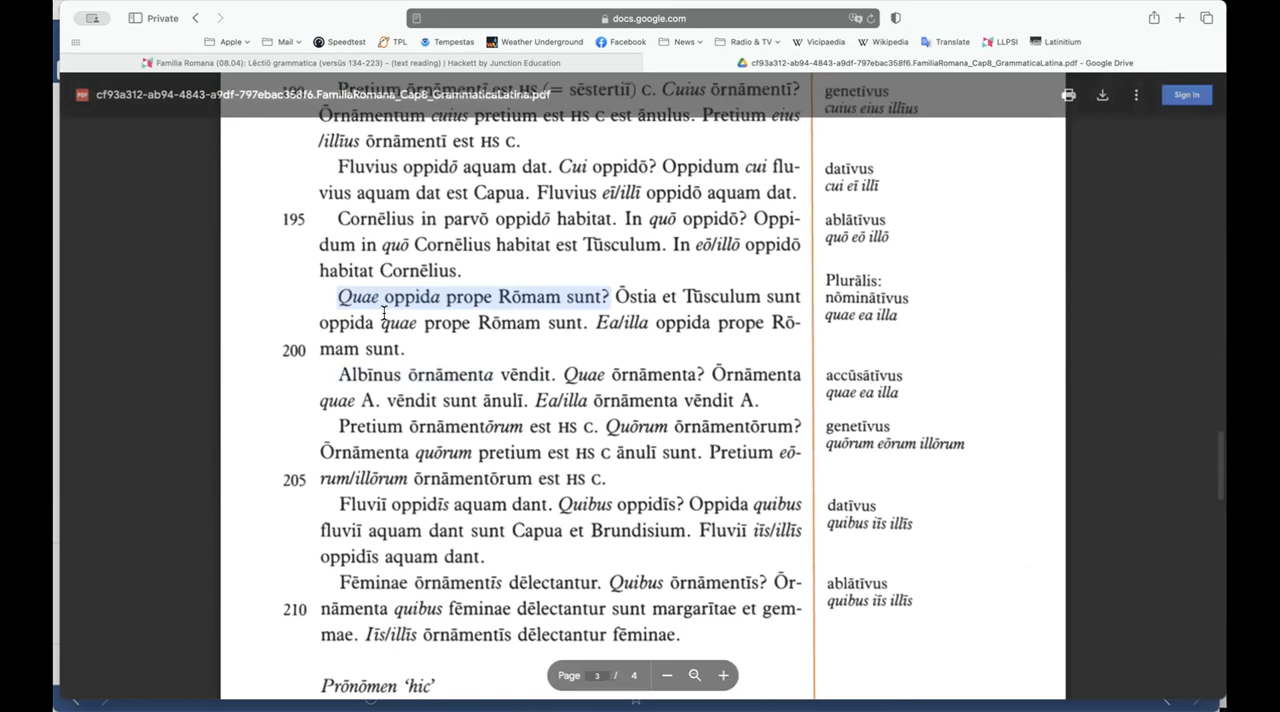 Private
docs.google.com
Apple
Mail
Speedtest
TPL
Tempestas
Weather Underground
Facebook
News
Radio & TV
Vicipaedia
Wikipedia
Translate
LLPSI
Latinitium
Familia Romana (08.04): Lēctiō grammatica (versūs 134-223) - (text reading) | Hackett by Junction Education
cf93a312-ab94-4843-a9df-797ebac358f6.FamiliaRomana_Cap8_GrammaticaLatina.pdf - Google Drive
PDF
cf93a312-ab94-4843-a9df-797ebac358f6.FamiliaRomana_Cap8_GrammaticaLatina.pdf
Sign In
190 Pretium ōrnāmentī est HS (= sēstertiī) C. Cuius ōrnāmentī?
genetīvus
Ōrnāmentum cuius pretium est HS C est ānulus. Pretium eius
cuius eius illīus
/illīus ōrnāmentī est HS C.
Fluvius oppidō aquam dat. Cui oppidō? Oppidum cui flu-
datīvus
vius aquam dat est Capua. Fluvius eī/illī oppidō aquam dat.
cui eī illī
195 Cornēlius in parvō oppidō habitat. In quō oppidō? Oppi-
ablātīvus
dum in quō Cornēlius habitat est Tūsculum. In eō/illō oppidō
quō eō illō
habitat Cornēlius.
Plurālis:
Quae oppida prope Rōmam sunt? Ōstia et Tūsculum sunt
nōminātīvus
oppida quae prope Rōmam sunt. Ea/illa oppida prope Rō-
quae ea illa
200 mam sunt.
Albīnus ōrnāmenta vēndit. Quae ōrnāmenta? Ōrnāmenta
accūsātīvus
quae A. vēndit sunt ānulī. Ea/illa ōrnāmenta vēndit A.
quae ea illa
Pretium ōrnāmentōrum est HS C. Quōrum ōrnāmentōrum?
genetīvus
Ōrnāmenta quōrum pretium est HS C ānulī sunt. Pretium eō-
quōrum eōrum illōrum
205 rum/illōrum ōrnāmentōrum est HS C.
Fluviī oppidīs aquam dant. Quibus oppidīs? Oppida quibus
datīvus
fluviī aquam dant sunt Capua et Brundisium. Fluviī iīs/illīs
quibus iīs illīs
oppidīs aquam dant.
Fēminae ōrnāmentīs dēlectantur. Quibus ōrnāmentīs? Ōr-
ablātīvus
210 nāmenta quibus fēminae dēlectantur sunt margarītae et gem-
quibus iīs illīs
mae. Iīs/illīs ōrnāmentīs dēlectantur fēminae.
Page 3 / 4
Prōnōmen 'hic'